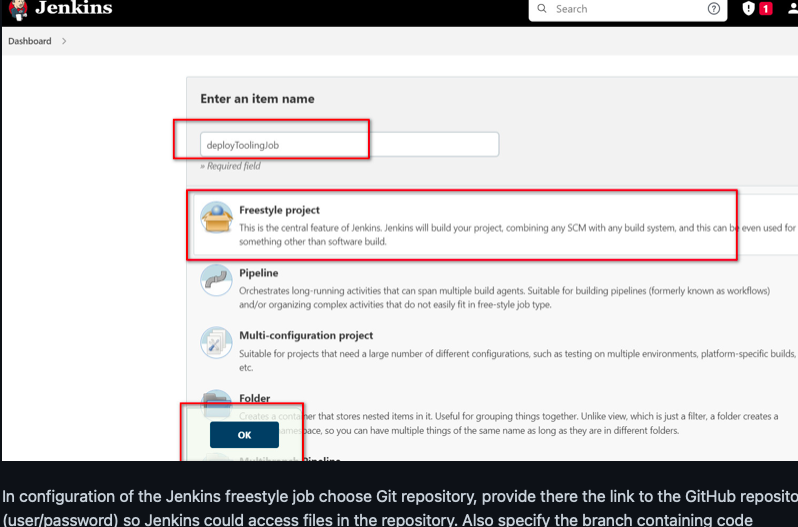 Jenkins
Search
1
Dashboard
Enter an item name
deployToolingJob
» Required field
Freestyle project
This is the central feature of Jenkins. Jenkins will build your project, combining any SCM with any build system, and this can be even used for
something other than software build.
Pipeline
Orchestrates long-running activities that can span multiple build agents. Suitable for building pipelines (formerly known as workflows)
and/or organizing complex activities that do not easily fit in free-style job type.
Multi-configuration project
Suitable for projects that need a large number of different configurations, such as testing on multiple environments, platform-specific builds,
etc.
Folder
Creates a container that stores nested items in it. Useful for grouping things together. Unlike view, which is just a filter, a folder creates a
so you can have multiple things of the same name as long as they are in different folders.
OK
Multibranch Pipeline
In configuration of the Jenkins freestyle job choose Git repository, provide there the link to the GitHub
(user/password) so Jenkins could access files in the repository. Also specify the branch containing code